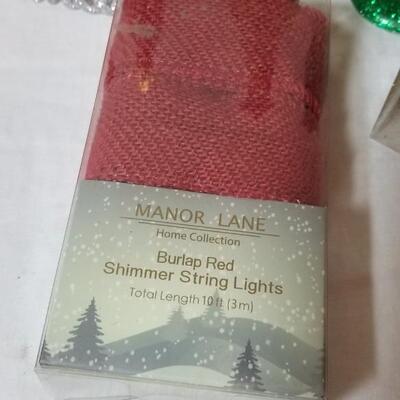 MANOR LANE
Home Collection
Burlap Red
Shimmer String Lights
Total Length 10 ft (3m)